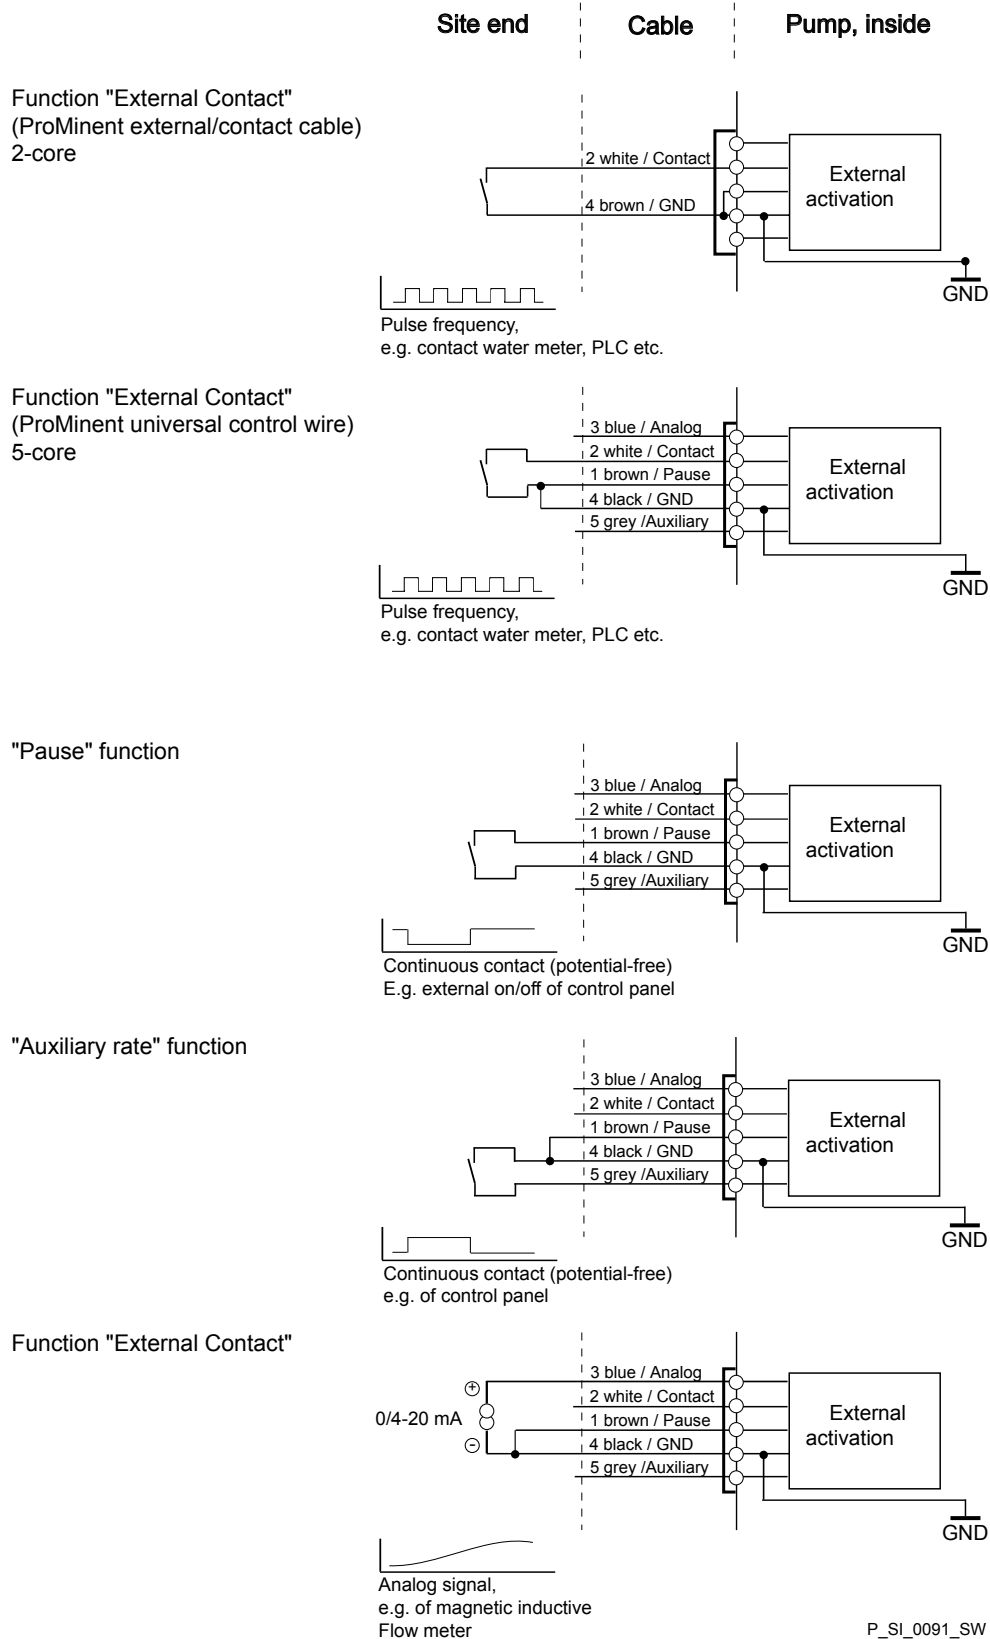 Site end
Cable
Pump, inside
Function "External Contact"
(ProMinent external/contact cable)
2-core
2 white / Contact
4 brown / GND
External
activation
GND
Pulse frequency,
e.g. contact water meter, PLC etc.
Function "External Contact"
(ProMinent universal control wire)
5-core
3 blue / Analog
2 white / Contact
1 brown / Pause
4 black / GND
5 grey /Auxiliary
External
activation
GND
Pulse frequency,
e.g. contact water meter, PLC etc.
"Pause" function
3 blue / Analog
2 white / Contact
1 brown / Pause
4 black / GND
5 grey /Auxiliary
External
activation
GND
Continuous contact (potential-free)
E.g. external on/off of control panel
"Auxiliary rate" function
3 blue / Analog
2 white / Contact
1 brown / Pause
4 black / GND
5 grey /Auxiliary
External
activation
GND
Continuous contact (potential-free)
e.g. of control panel
Function "External Contact"
+
0/4-20 mA
-
3 blue / Analog
2 white / Contact
1 brown / Pause
4 black / GND
5 grey /Auxiliary
External
activation
GND
Analog signal,
e.g. of magnetic inductive
Flow meter
P_SI_0091_SW